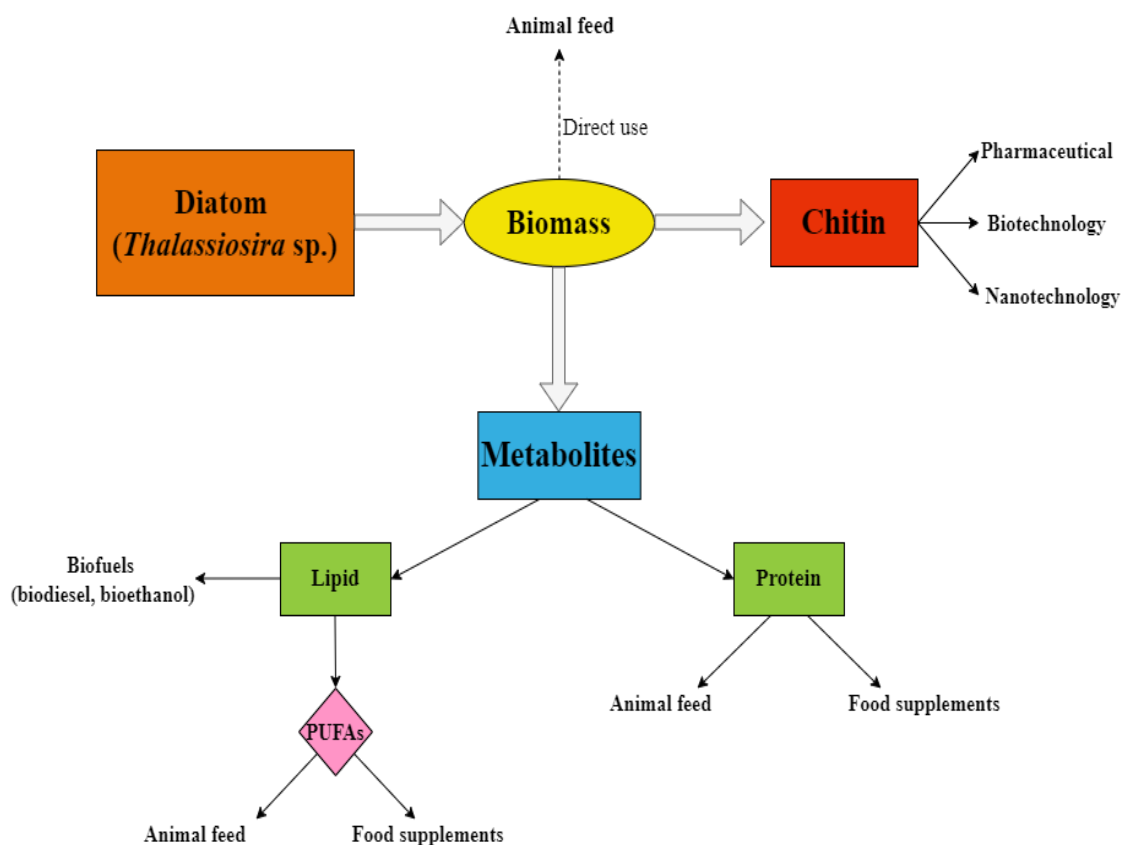 Animal feed
Direct use
Diatom
(Thalassiosira sp.)
Biomass
Chitin
Pharmaceutical
Biotechnology
Nanotechnology
Metabolites
Biofuels
(biodiesel, bioethanol)
Lipid
Protein
Animal feed
Food supplements
PUFAs
Animal feed
Food supplements